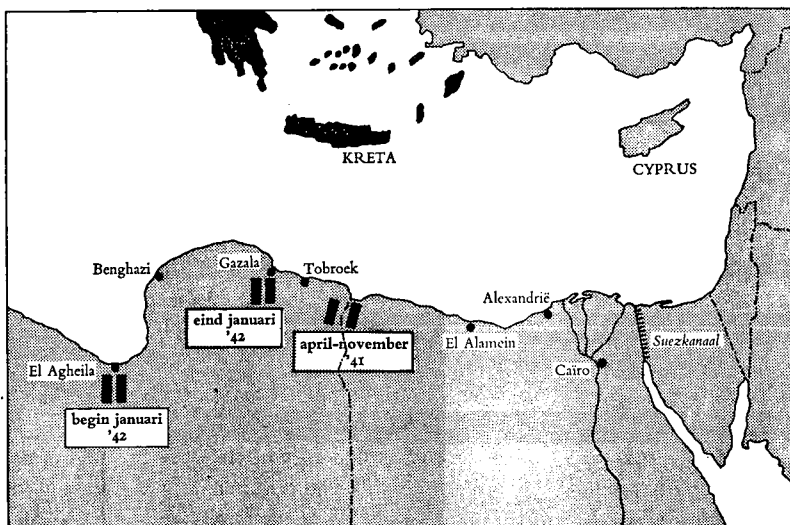 KRETA
CYPRUS
Benghazi
Gazala
Tobroek
eind januari
'42
april-november
'41
Alexandrië
El Alamein
Suezkanaal
Caïro
El Agheila
begin januari
'42